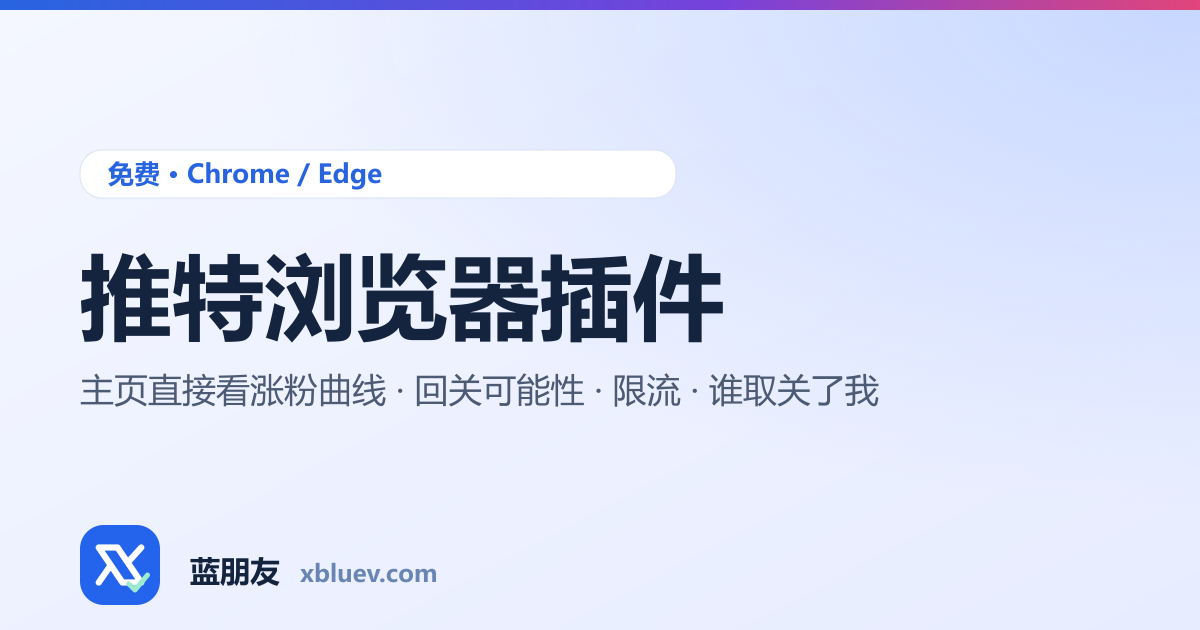 免费 · Chrome / Edge
推特浏览器插件
主页直接看涨粉曲线 · 回关可能性 · 限流 · 谁取关了我
蓝朋友 xbluev.com